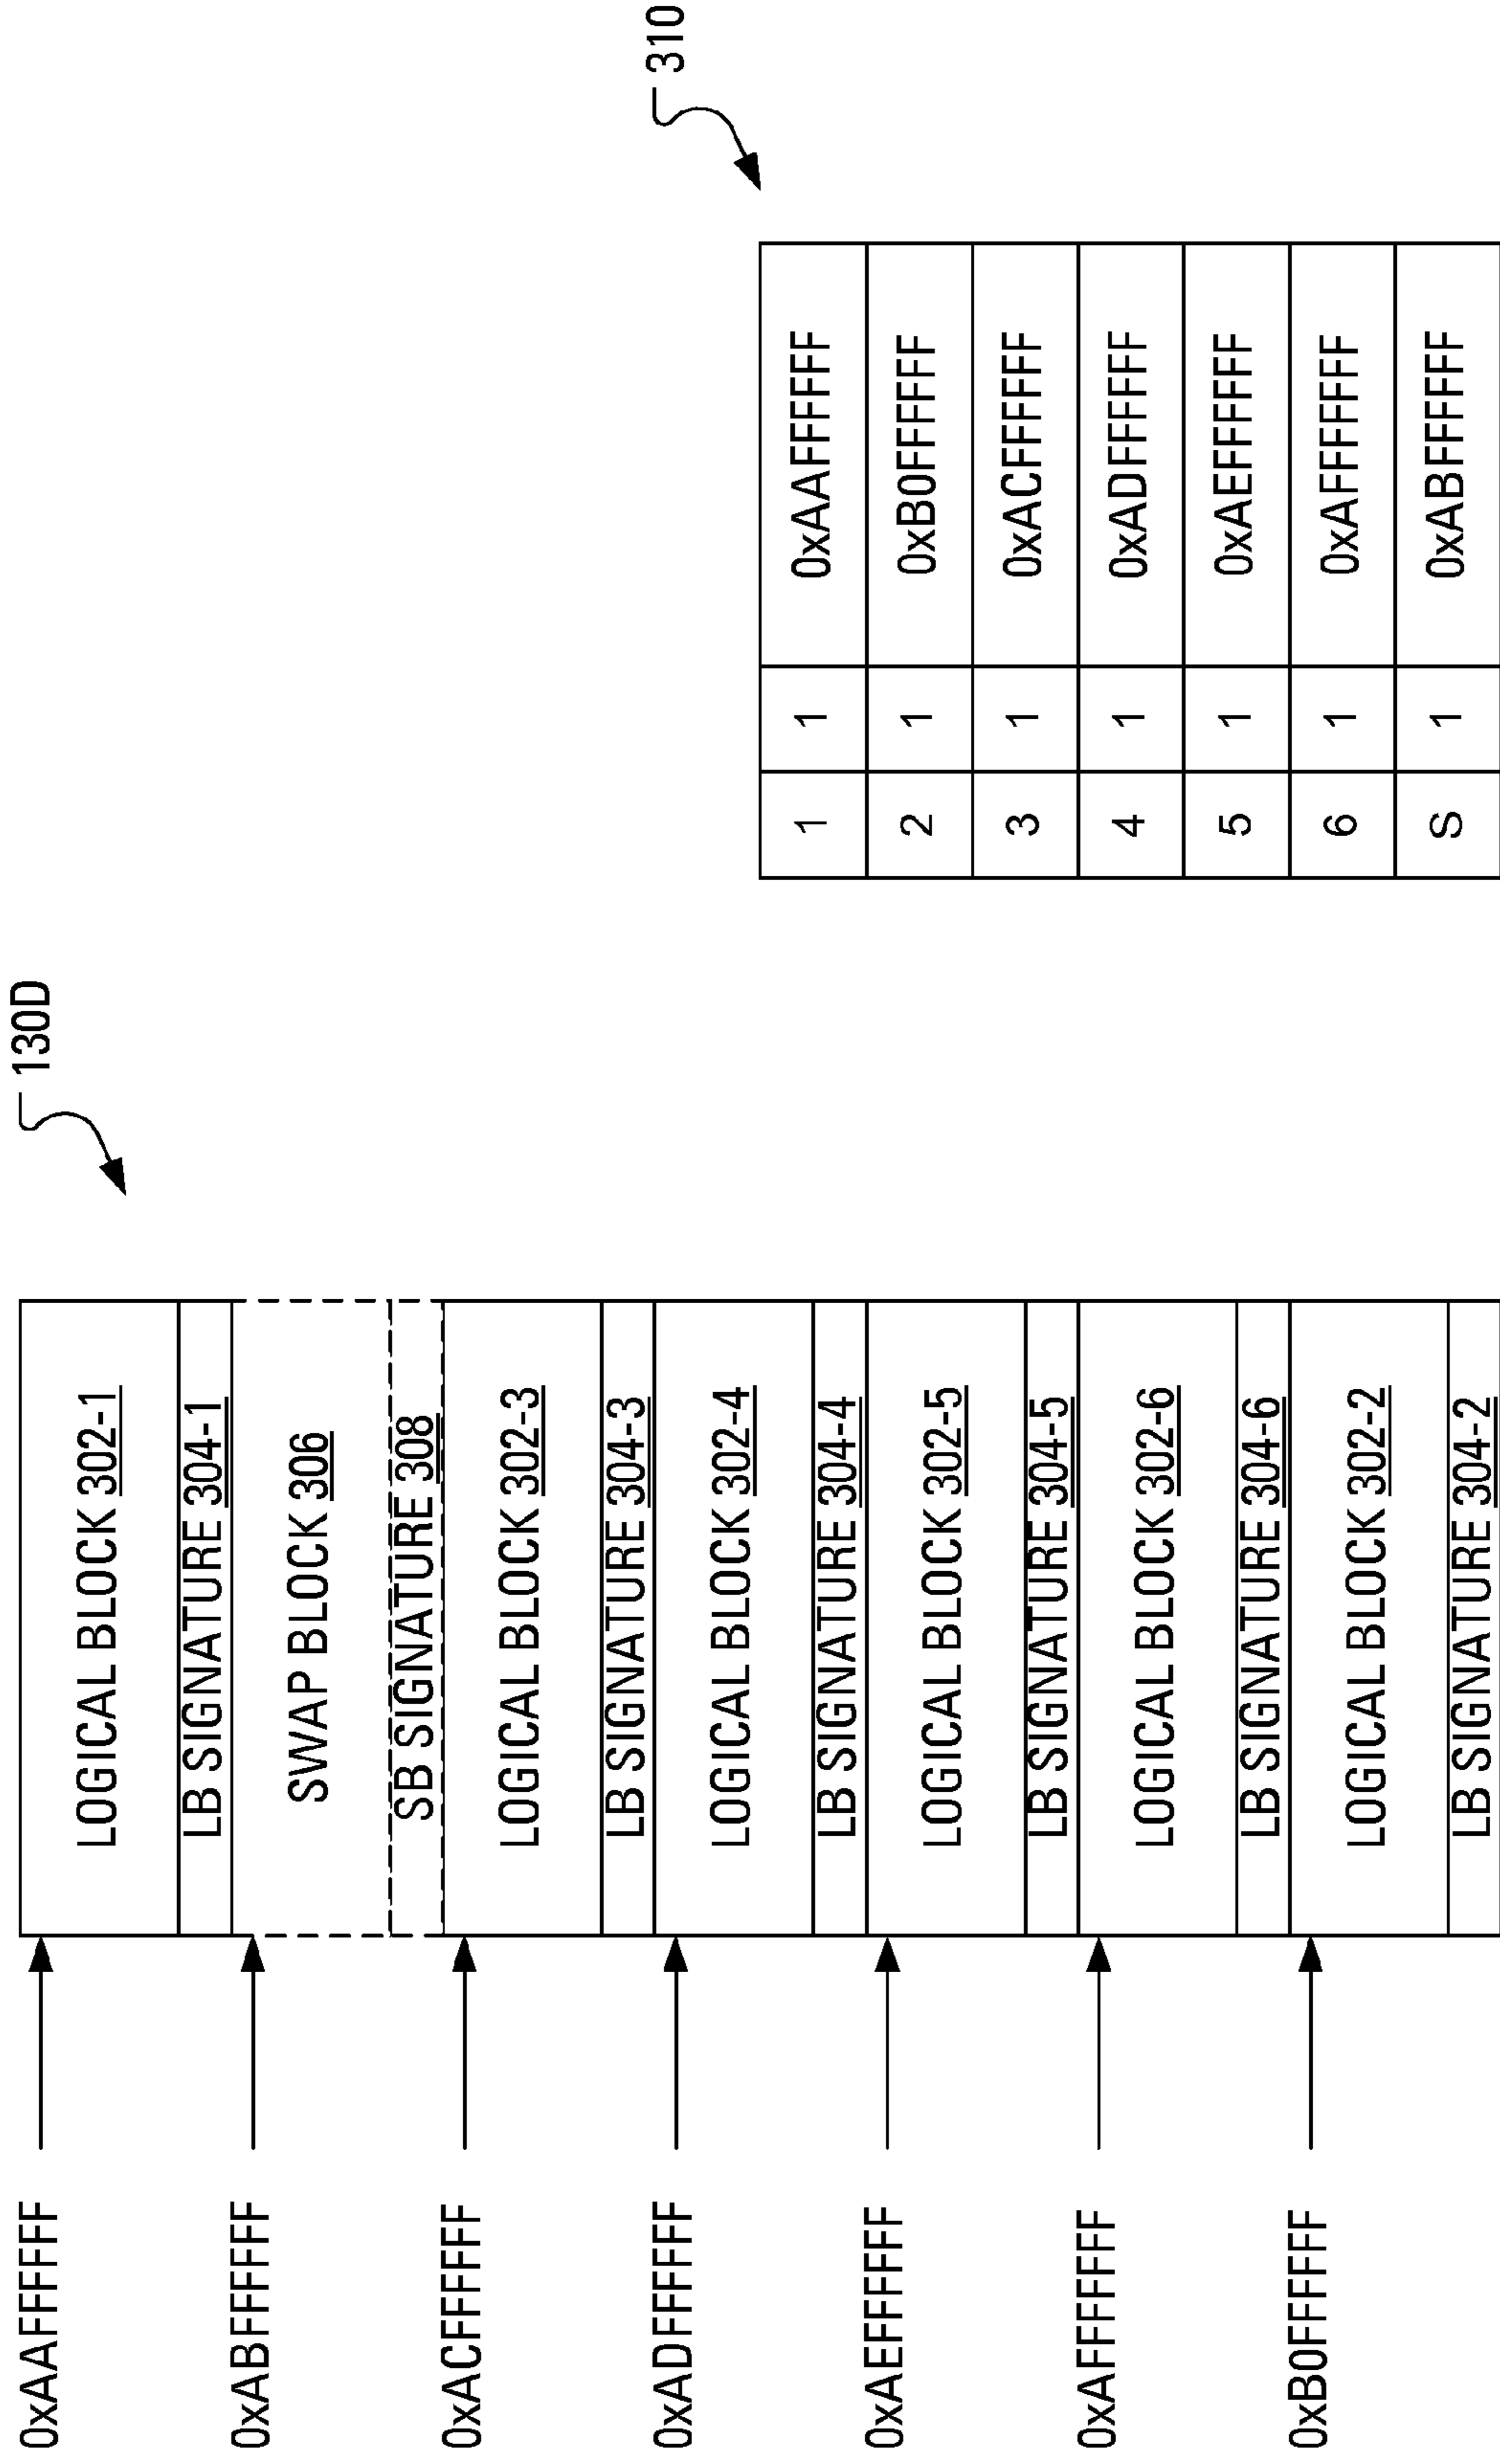 130D
0xAAFFFFFF
LOGICAL BLOCK 302-1
LB SIGNATURE 304-1
0xABFFFFFF
SWAP BLOCK 306
SB SIGNATURE 308
0xACFFFFFF
LOGICAL BLOCK 302-3
LB SIGNATURE 304-3
0xADFFFFFF
LOGICAL BLOCK 302-4
LB SIGNATURE 304-4
0xAEFFFFFF
LOGICAL BLOCK 302-5
LB SIGNATURE 304-5
0xAFFFFFFF
LOGICAL BLOCK 302-6
LB SIGNATURE 304-6
0xB0FFFFFF
LOGICAL BLOCK 302-2
LB SIGNATURE 304-2
310
1 1 0xAAFFFFFF
2 1 0xB0FFFFFF
3 1 0xACFFFFFF
4 1 0xADFFFFFF
5 1 0xAEFFFFFF
6 1 0xAFFFFFFF
S 1 0xABFFFFFF